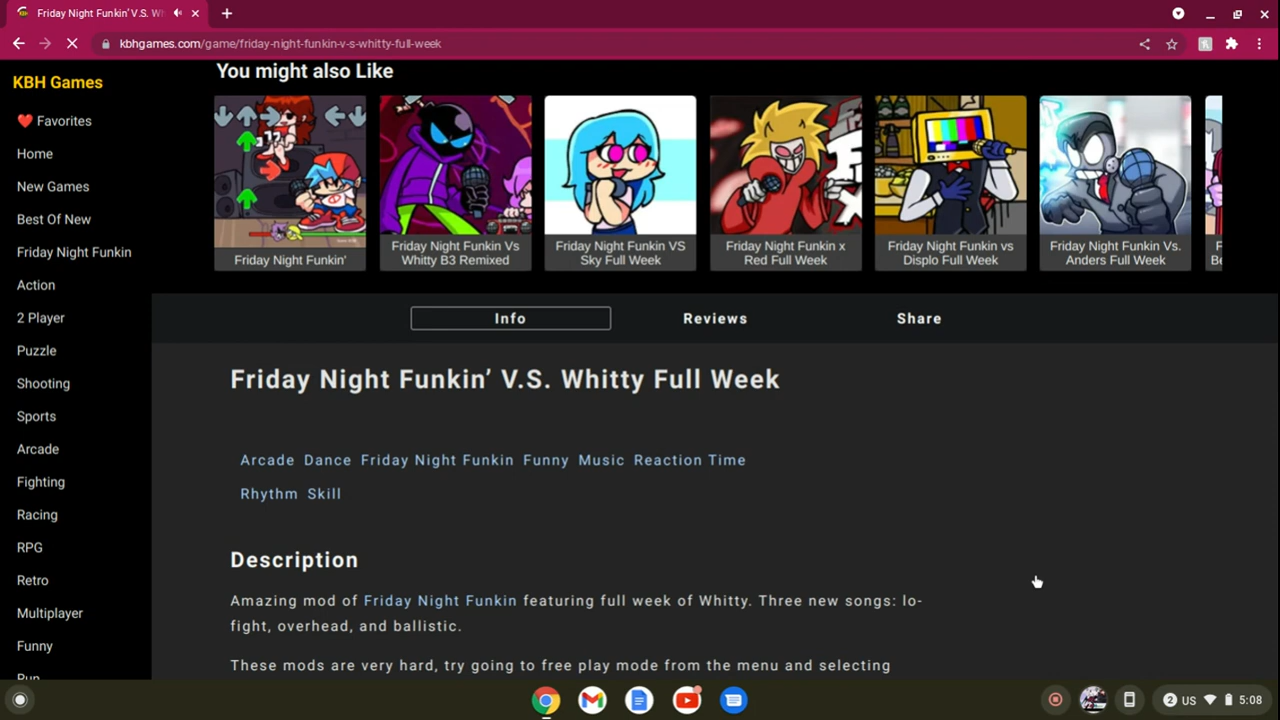 Friday Night Funkin' V.S. Wh
kbhgames.com/game/friday-night-funkin-v-s-whitty-full-week
KBH Games
Favorites
Home
New Games
Best Of New
Friday Night Funkin
Action
2 Player
Puzzle
Shooting
Sports
Arcade
Fighting
Racing
RPG
Retro
Multiplayer
Funny
Run
You might also Like
Friday Night Funkin'
Friday Night Funkin Vs
Whitty B3 Remixed
Friday Night Funkin VS
Sky Full Week
Friday Night Funkin x
Red Full Week
Friday Night Funkin vs
Displo Full Week
Friday Night Funkin Vs.
Anders Full Week
F
Be
Info Reviews Share
Friday Night Funkin’ V.S. Whitty Full Week
Arcade Dance Friday Night Funkin Funny Music Reaction Time
Rhythm Skill
Description
Amazing mod of Friday Night Funkin featuring full week of Whitty. Three new songs: lo-
fight, overhead, and ballistic.
These mods are very hard, try going to free play mode from the menu and selecting
2 US 5:08